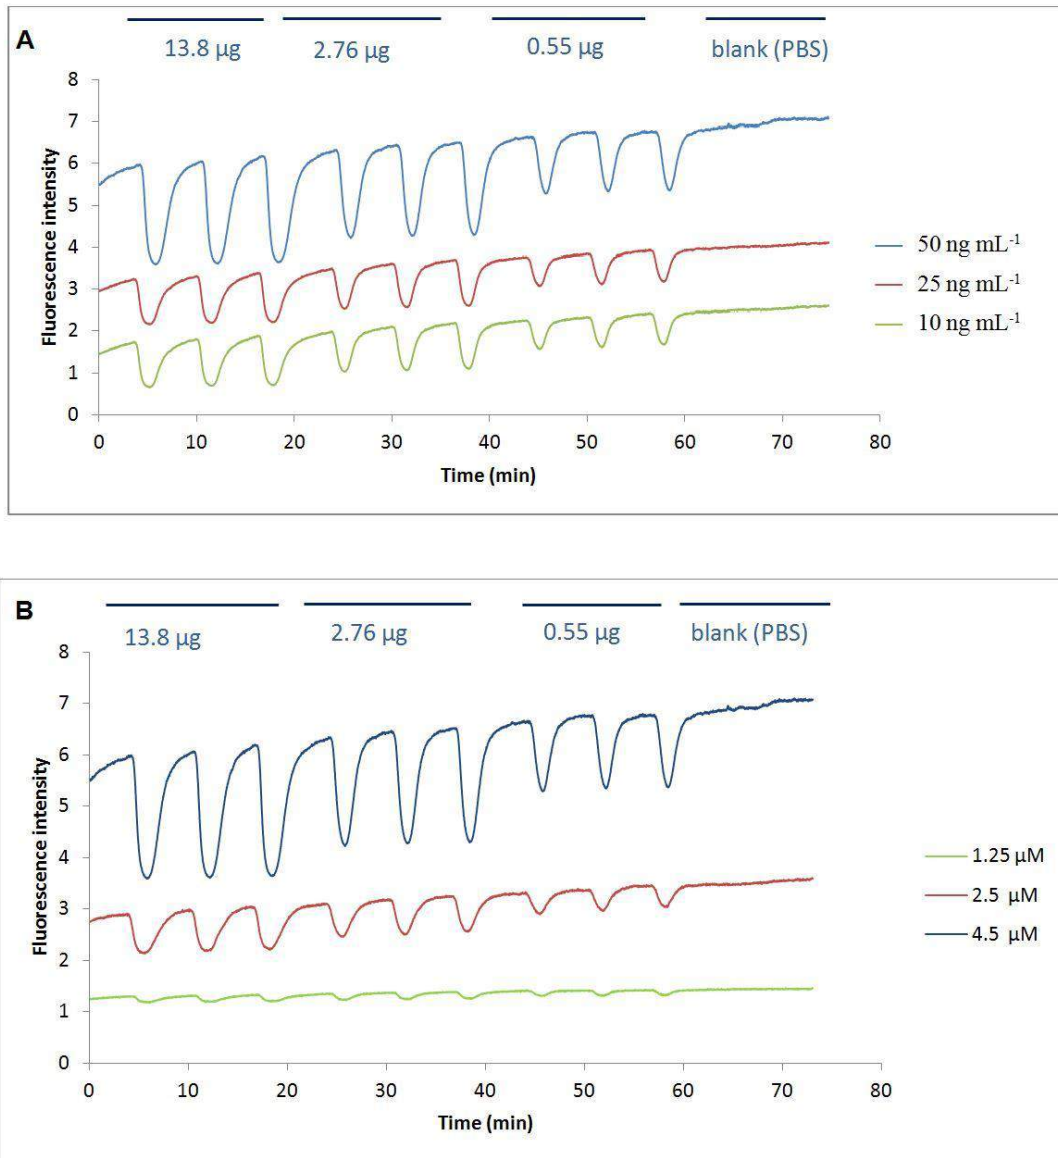 A
13.8 µg 2.76 µg 0.55 µg blank (PBS)
8
7
6
5
4
3
2
1
0
Fluorescence intensity
50 ng mL-1
25 ng mL-1
10 ng mL-1
0 10 20 30 40 50 60 70 80
Time (min)
B
13.8 µg 2.76 µg 0.55 µg blank (PBS)
8
7
6
5
4
3
2
1
0
Fluorescence intensity
1.25 µM
2.5 µM
4.5 µM
0 10 20 30 40 50 60 70 80
Time (min)